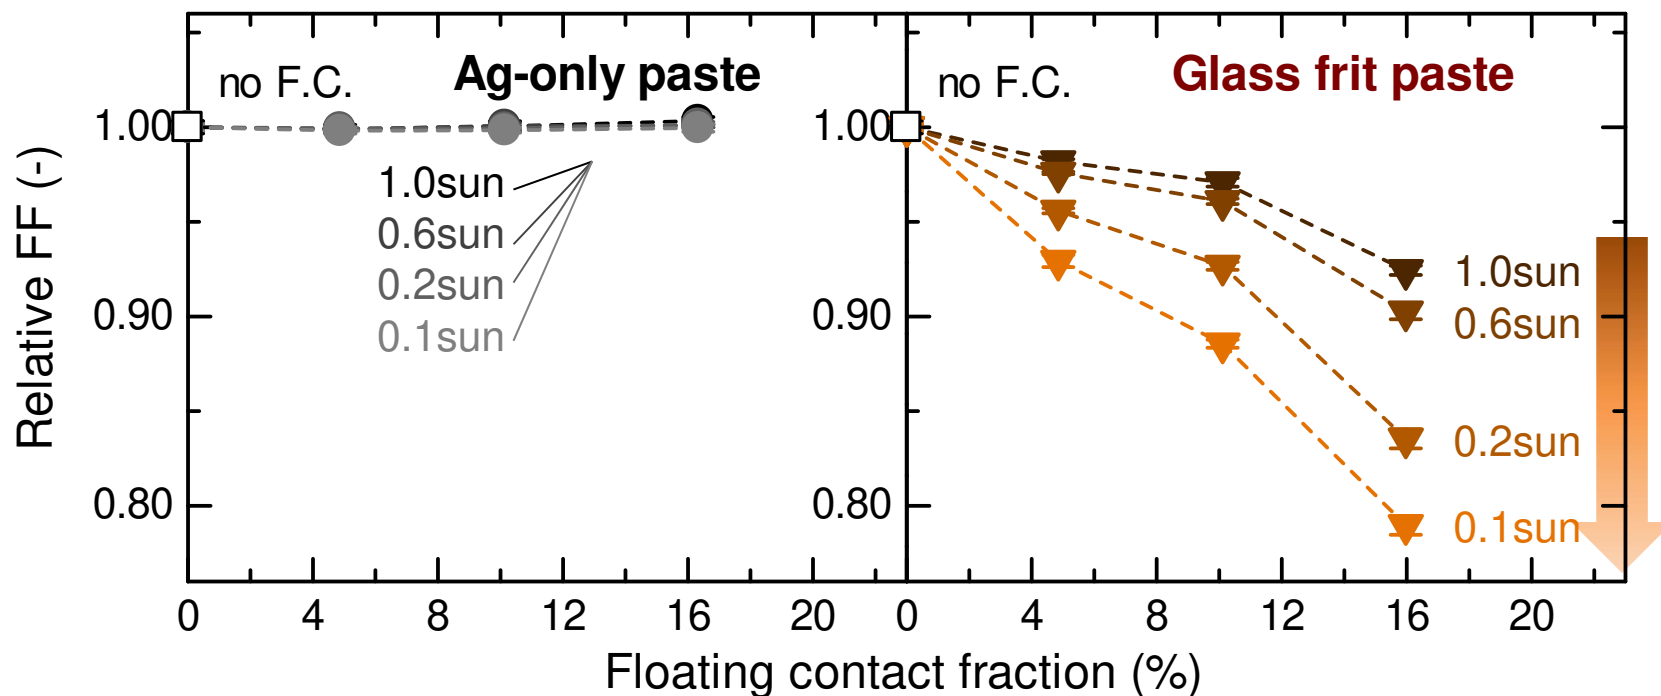 no F.C.
Ag-only paste
1.00
0.90
0.80
1.0sun
0.6sun
0.2sun
0.1sun
0
4
8
12
16
20
Relative FF (-)
no F.C.
Glass frit paste
1.00
0.90
0.80
1.0sun
0.6sun
0.2sun
0.1sun
0
4
8
12
16
20
Floating contact fraction (%)